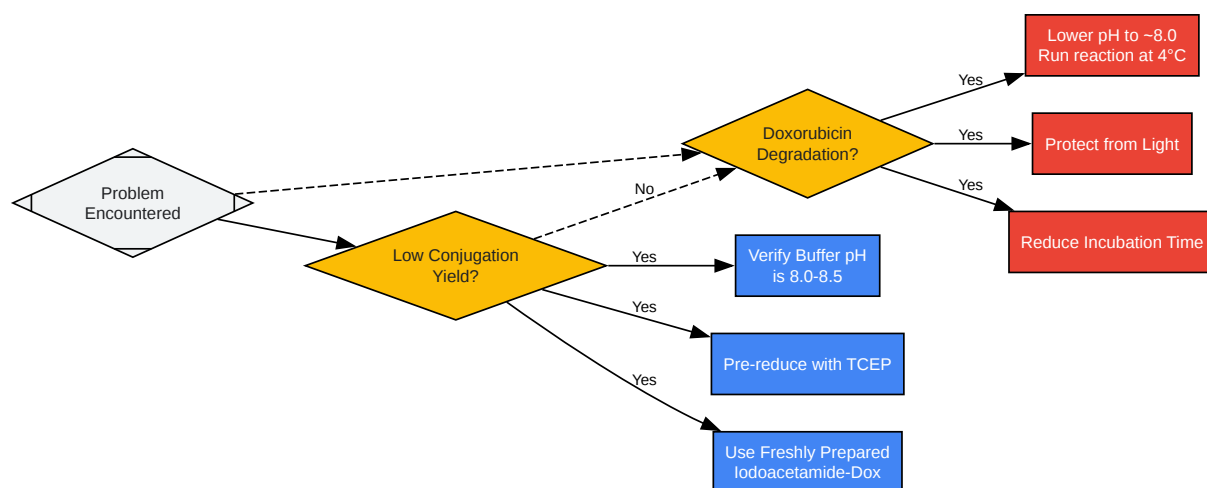 Problem
Encountered
Low Conjugation
Yield?
No
Doxorubicin
Degradation?
Yes
Lower pH to ~8.0
Run reaction at 4°C
Yes
Protect from Light
Yes
Reduce Incubation Time
Yes
Verify Buffer pH
is 8.0-8.5
Yes
Pre-reduce with TCEP
Yes
Use Freshly Prepared
Iodoacetamide-Dox